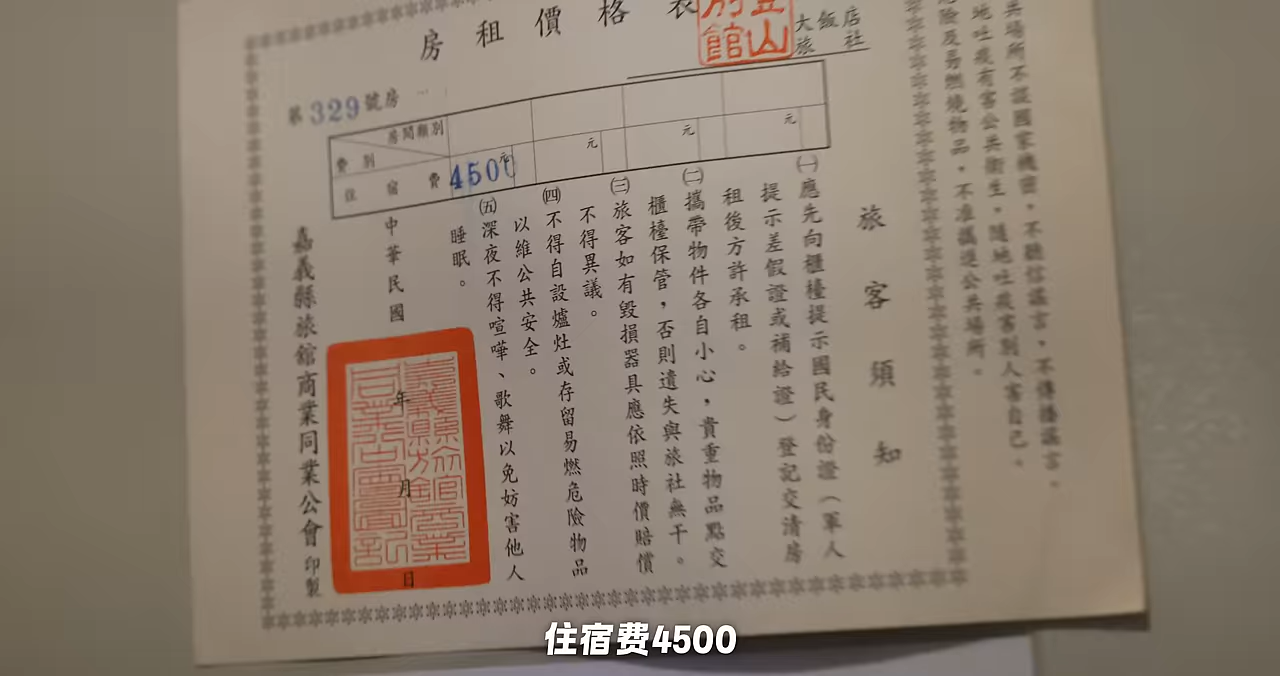 房租價格表
登山別館
大飯店
旅社
第329號房
房間類別
費別
住宿費
4500元
元
元
元
旅客須知
㈠應先向櫃檯提示國民身份證（軍人
提示差假證或補給證）登記交清房
租後方許承租。
㈡攜帶物件各自小心，貴重物品點交
櫃檯保管，否則遺失與旅社無干。
㈢旅客如有毀損器具應依照時價賠償
不得異議。
㈣不得自設爐灶或存留易燃危險物品
以維公共安全。
㈤深夜不得喧嘩、歌舞以免妨害他人
睡眠。
中華民國年月日
嘉義縣旅館商業同業公會印製
共場所不談國家機密，不聽信謠言，不傳播謠言。
地吐痰有害公共衛生，隨地吐痰害別人害自己。
險及易燃燒物品，不准攜進公共場所。
住宿费4500